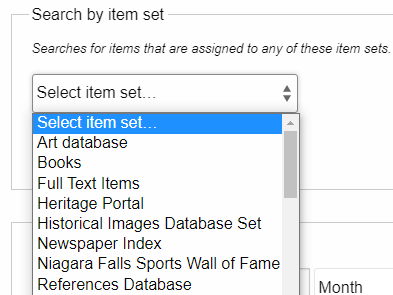 Search by item set
Searches for items that are assigned to any of these item sets.
Select item set...
Select item set...
Art database
Books
Full Text Items
Heritage Portal
Historical Images Database Set
Newspaper Index
Niagara Falls Sports Wall of Fame
References Database
Month